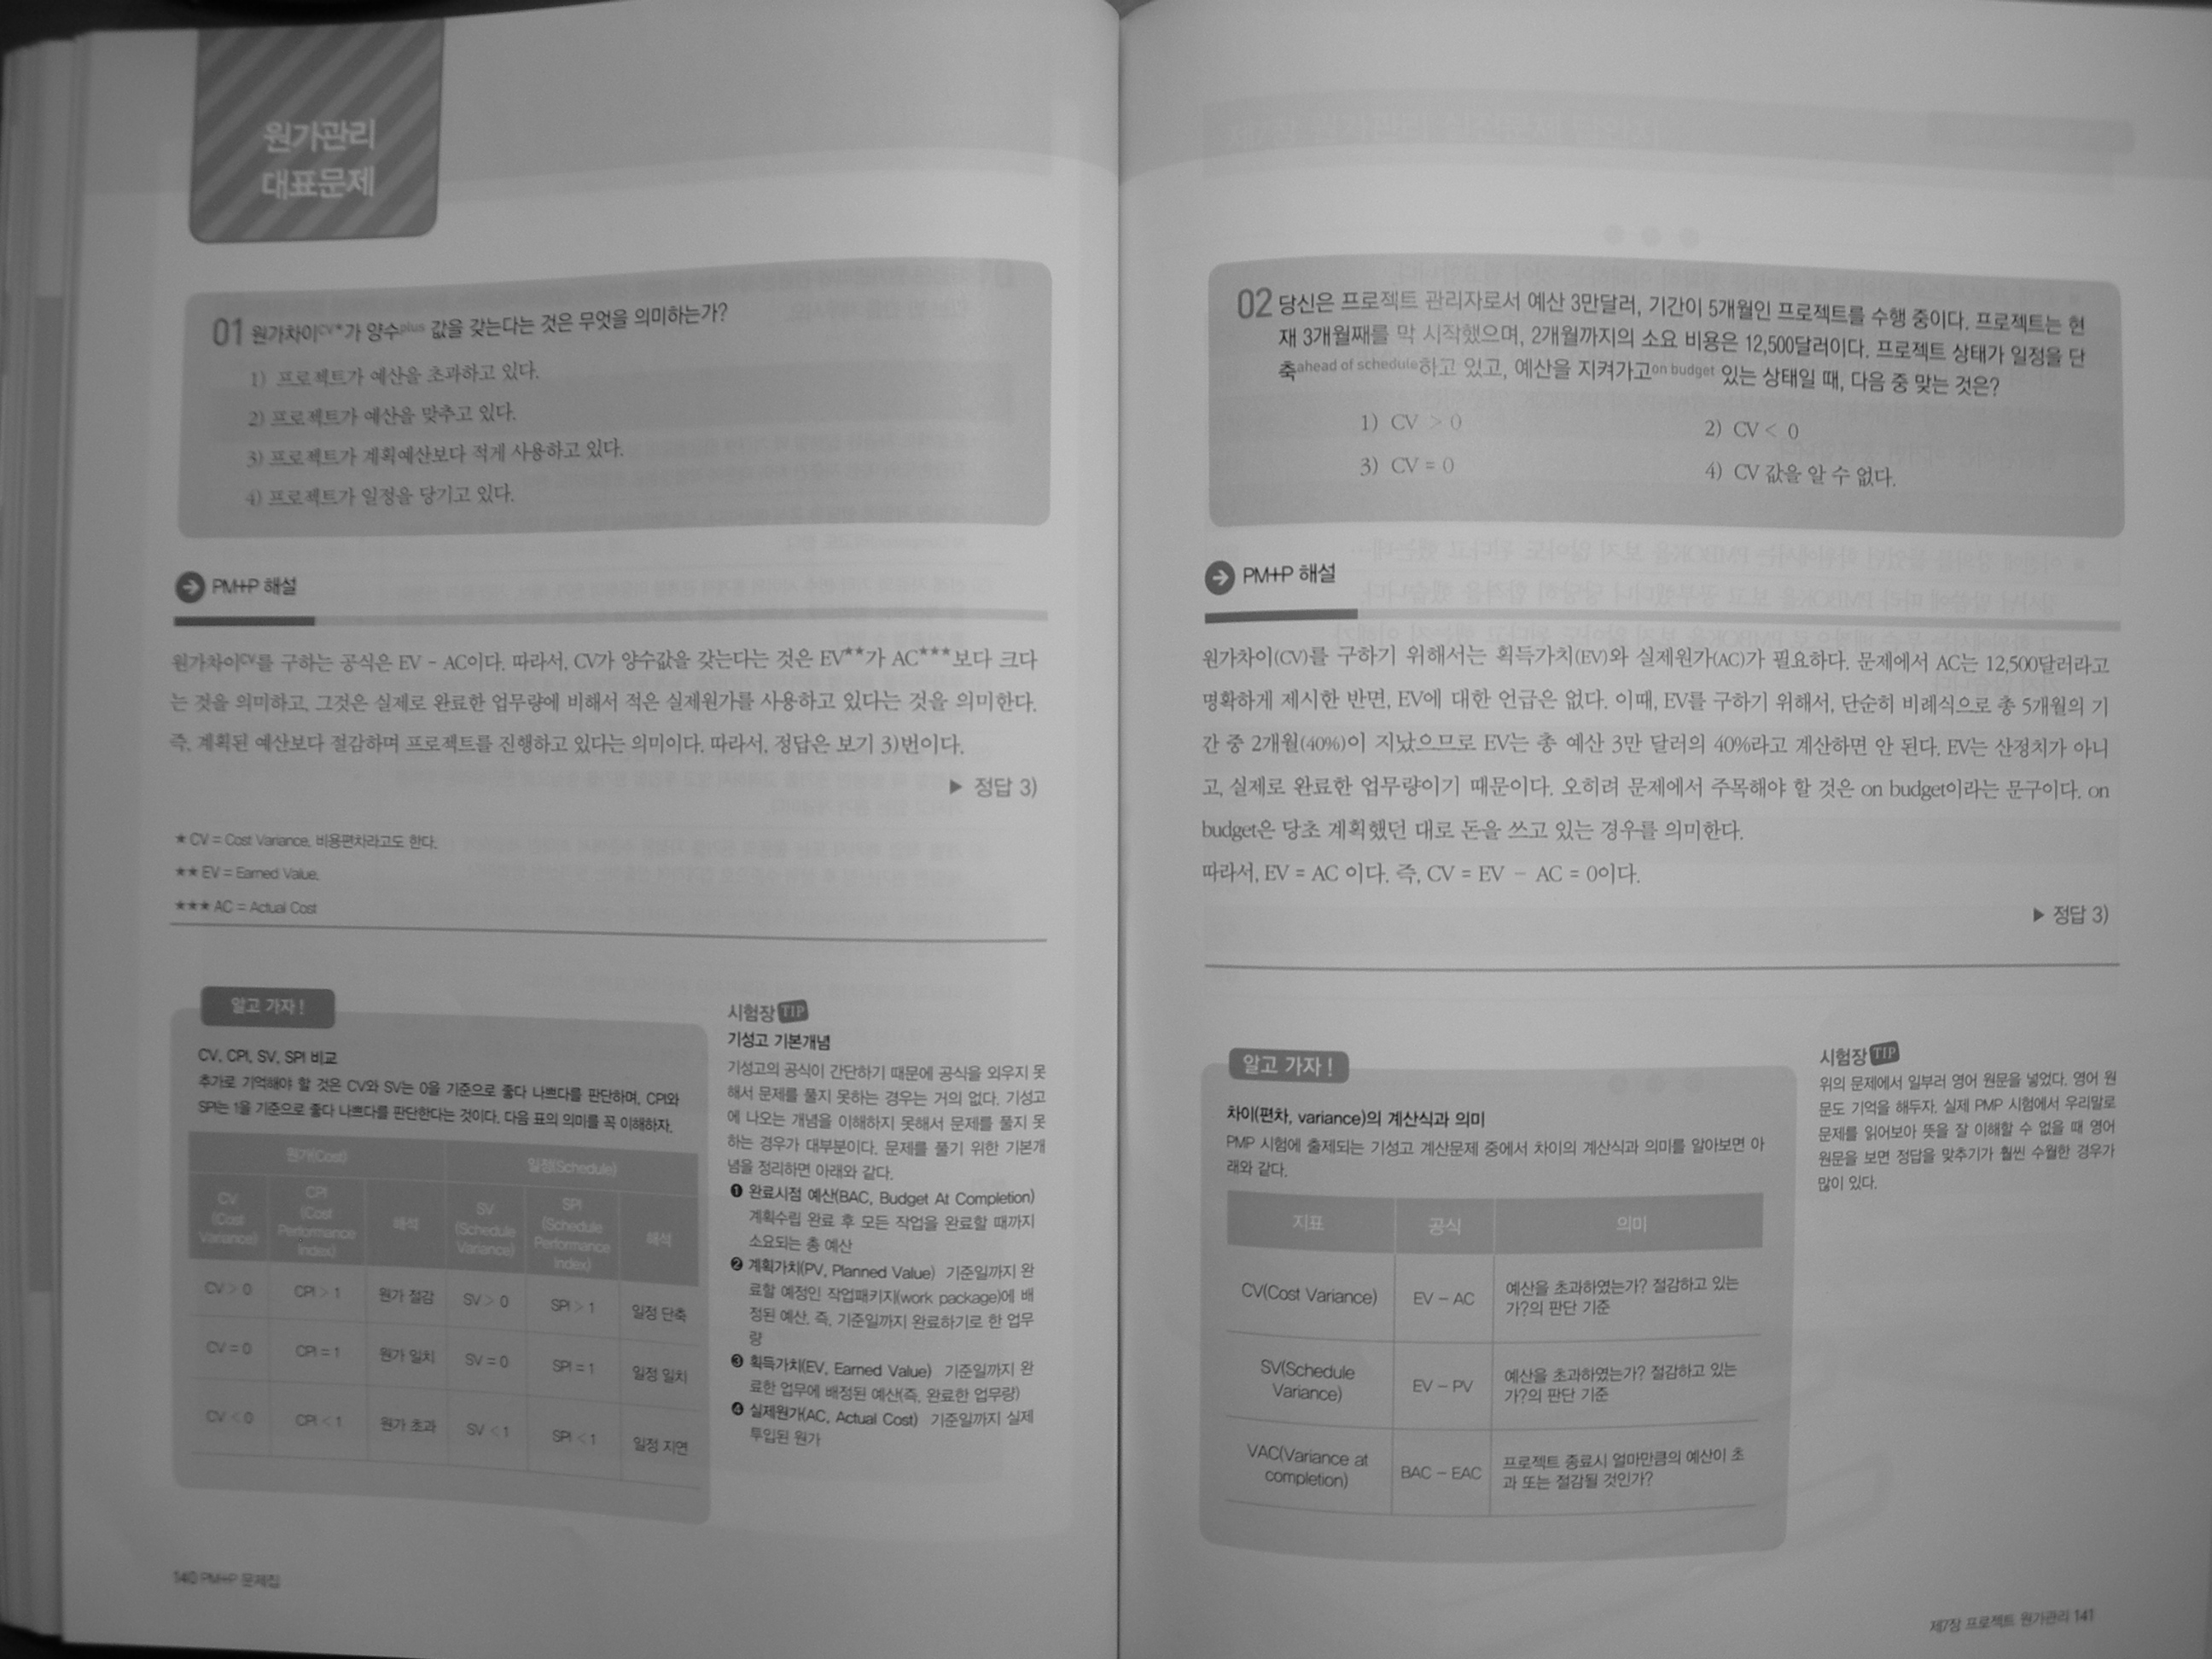 원가관리
대표문제
01 원가차이CV*가 양수plus 값을 갖는다는 것은 무엇을 의미하는가?
1) 프로젝트가 예산을 초과하고 있다.
2) 프로젝트가 예산을 맞추고 있다.
3) 프로젝트가 계획예산보다 적게 사용하고 있다.
4) 프로젝트가 일정을 당기고 있다.
PM+P 해설
원가차이CV를 구하는 공식은 EV - AC이다. 따라서, CV가 양수값을 갖는다는 것은 EV★★가 AC★★★보다 크다
는 것을 의미하고, 그것은 실제로 완료한 업무량에 비해서 적은 실제원가를 사용하고 있다는 것을 의미한다.
즉, 계획된 예산보다 절감하며 프로젝트를 진행하고 있다는 의미이다. 따라서, 정답은 보기 3)번이다.
▶ 정답 3)
★ CV = Cost Variance, 비용편차라고도 한다.
★★ EV = Earned Value,
★★★ AC = Actual Cost
알고 가자 !
CV, CPI, SV, SPI 비교
추가로 기억해야 할 것은 CV와 SV는 0을 기준으로 좋다 나쁘다를 판단하며, CPI와
SPI는 1을 기준으로 좋다 나쁘다를 판단한다는 것이다. 다음 표의 의미를 꼭 이해하자.
원가(Cost) 일정(Schedule)
CV (Cost Variance) CPI (Cost Performance Index) 해석 SV (Schedule Variance) SPI (Schedule Performance Index) 해석
CV > 0 CPI > 1 원가 절감 SV > 0 SPI > 1 일정 단축
CV = 0 CPI = 1 원가 일치 SV = 0 SPI = 1 일정 일치
CV < 0 CPI < 1 원가 초과 SV < 1 SPI < 1 일정 지연
시험장 TIP
기성고 기본개념
기성고의 공식이 간단하기 때문에 공식을 외우지 못
해서 문제를 풀지 못하는 경우는 거의 없다. 기성고
에 나오는 개념을 이해하지 못해서 문제를 풀지 못
하는 경우가 대부분이다. 문제를 풀기 위한 기본개
념을 정리하면 아래와 같다.
❶ 완료시점 예산(BAC, Budget At Completion)
계획수립 완료 후 모든 작업을 완료할 때까지
소요되는 총 예산
❷ 계획가치(PV, Planned Value) 기준일까지 완
료할 예정인 작업패키지(work package)에 배
정된 예산, 즉, 기준일까지 완료하기로 한 업무
량
❸ 획득가치(EV, Earned Value) 기준일까지 완
료한 업무에 배정된 예산(즉, 완료한 업무량)
❹ 실제원가(AC, Actual Cost) 기준일까지 실제
투입된 원가
140 PM+P 문제집
02 당신은 프로젝트 관리자로서 예산 3만달러, 기간이 5개월인 프로젝트를 수행 중이다. 프로젝트는 현
재 3개월째를 막 시작했으며, 2개월까지의 소요 비용은 12,500달러이다. 프로젝트 상태가 일정을 단
축ahead of schedule하고 있고, 예산을 지켜가고on budget 있는 상태일 때, 다음 중 맞는 것은?
1) CV > 0 2) CV < 0
3) CV = 0 4) CV 값을 알 수 없다.
PM+P 해설
원가차이(CV)를 구하기 위해서는 획득가치(EV)와 실제원가(AC)가 필요하다. 문제에서 AC는 12,500달러라고
명확하게 제시한 반면, EV에 대한 언급은 없다. 이때, EV를 구하기 위해서, 단순히 비례식으로 총 5개월의 기
간 중 2개월(40%)이 지났으므로 EV는 총 예산 3만 달러의 40%라고 계산하면 안 된다. EV는 산정치가 아니
고, 실제로 완료한 업무량이기 때문이다. 오히려 문제에서 주목해야 할 것은 on budget이라는 문구이다. on
budget은 당초 계획했던 대로 돈을 쓰고 있는 경우를 의미한다.
따라서, EV = AC 이다. 즉, CV = EV − AC = 0이다.
▶ 정답 3)
알고 가자 !
차이(편차, variance)의 계산식과 의미
PMP 시험에 출제되는 기성고 계산문제 중에서 차이의 계산식과 의미를 알아보면 아
래와 같다.
지표 공식 의미
CV(Cost Variance) EV − AC 예산을 초과하였는가? 절감하고 있는
가?의 판단 기준
SV(Schedule Variance) EV − PV 예산을 초과하였는가? 절감하고 있는
가?의 판단 기준
VAC(Variance at completion) BAC − EAC 프로젝트 종료시 얼마만큼의 예산이 초
과 또는 절감될 것인가?
시험장 TIP
위의 문제에서 일부러 영어 원문을 넣었다. 영어 원
문도 기억을 해두자. 실제 PMP 시험에서 우리말로
문제를 읽어보아 뜻을 잘 이해할 수 없을 때 영어
원문을 보면 정답을 맞추기가 훨씬 수월한 경우가
많이 있다.
제7장 프로젝트 원가관리 141